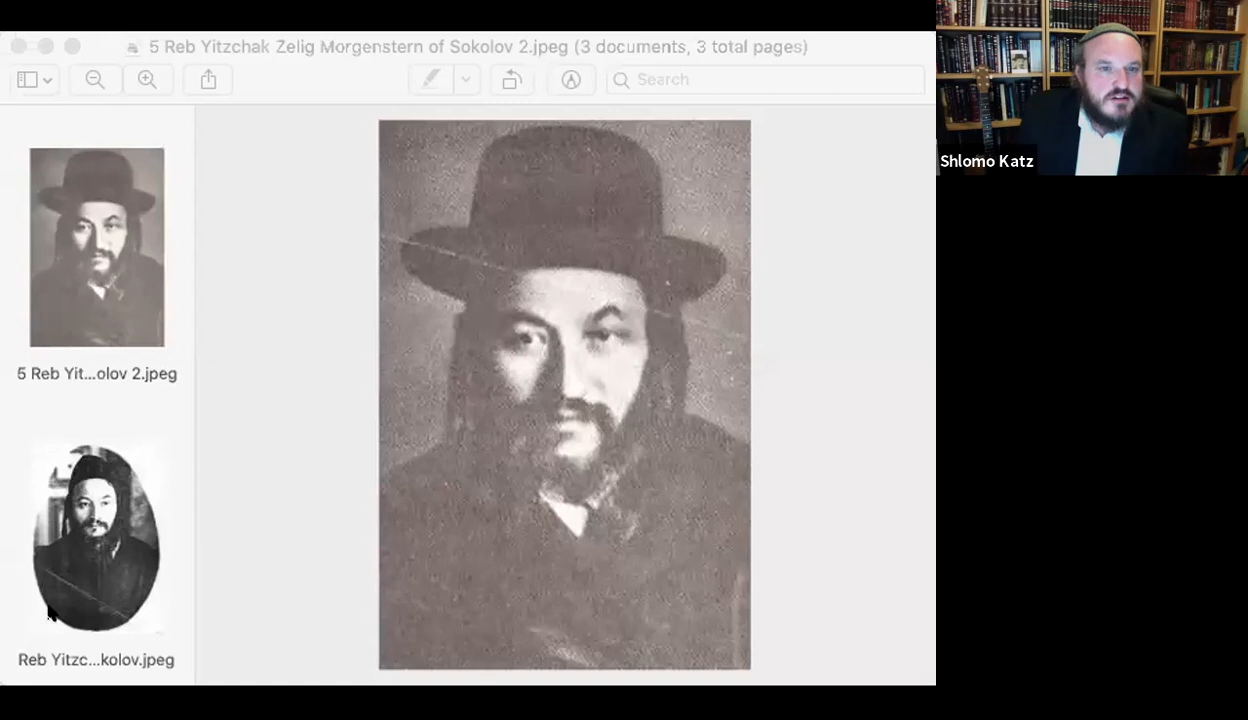 5 Reb Yitzchak Zelig Morgenstern of Sokolov 2.jpeg (3 documents, 3 total pages)
Search
5 Reb Yit...olov 2.jpeg
Reb Yitzc...kolov.jpeg
Shlomo Katz